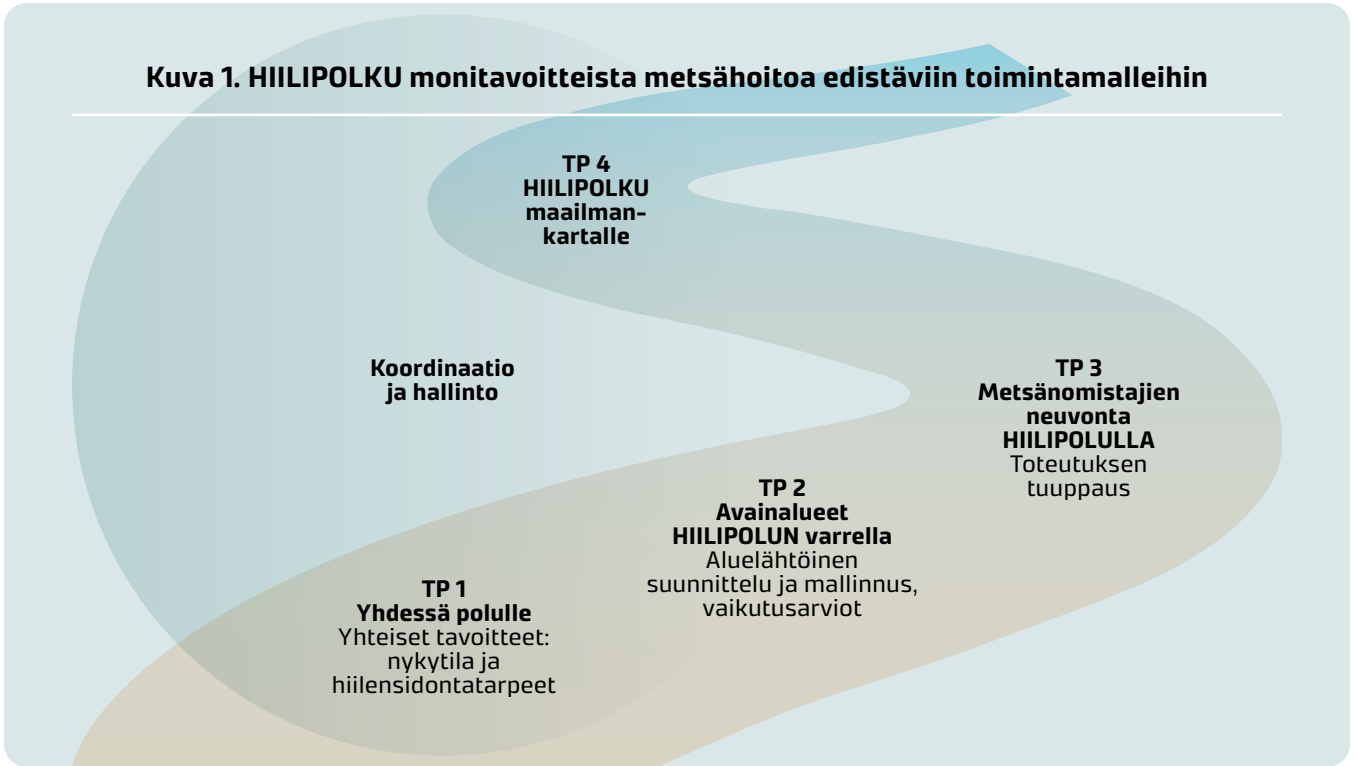 Kuva 1. HIILIPOLKU monitavoitteista metsähoitoa edistäviin toimintamalleihin
TP 4
HIILIPOLKU
maailman-
kartalle
Koordinaatio
ja hallinto
TP 3
Metsänomistajien
neuvonta
HIILIPOLULLA
Toteutuksen
tuuppaus
TP 2
Avainalueet
HIILIPOLUN varrella
Aluelähtöinen
suunnittelu ja mallinnus,
vaikutusarviot
TP 1
Yhdessä polulle
Yhteiset tavoitteet:
nykytila ja
hiilensidontatarpeet